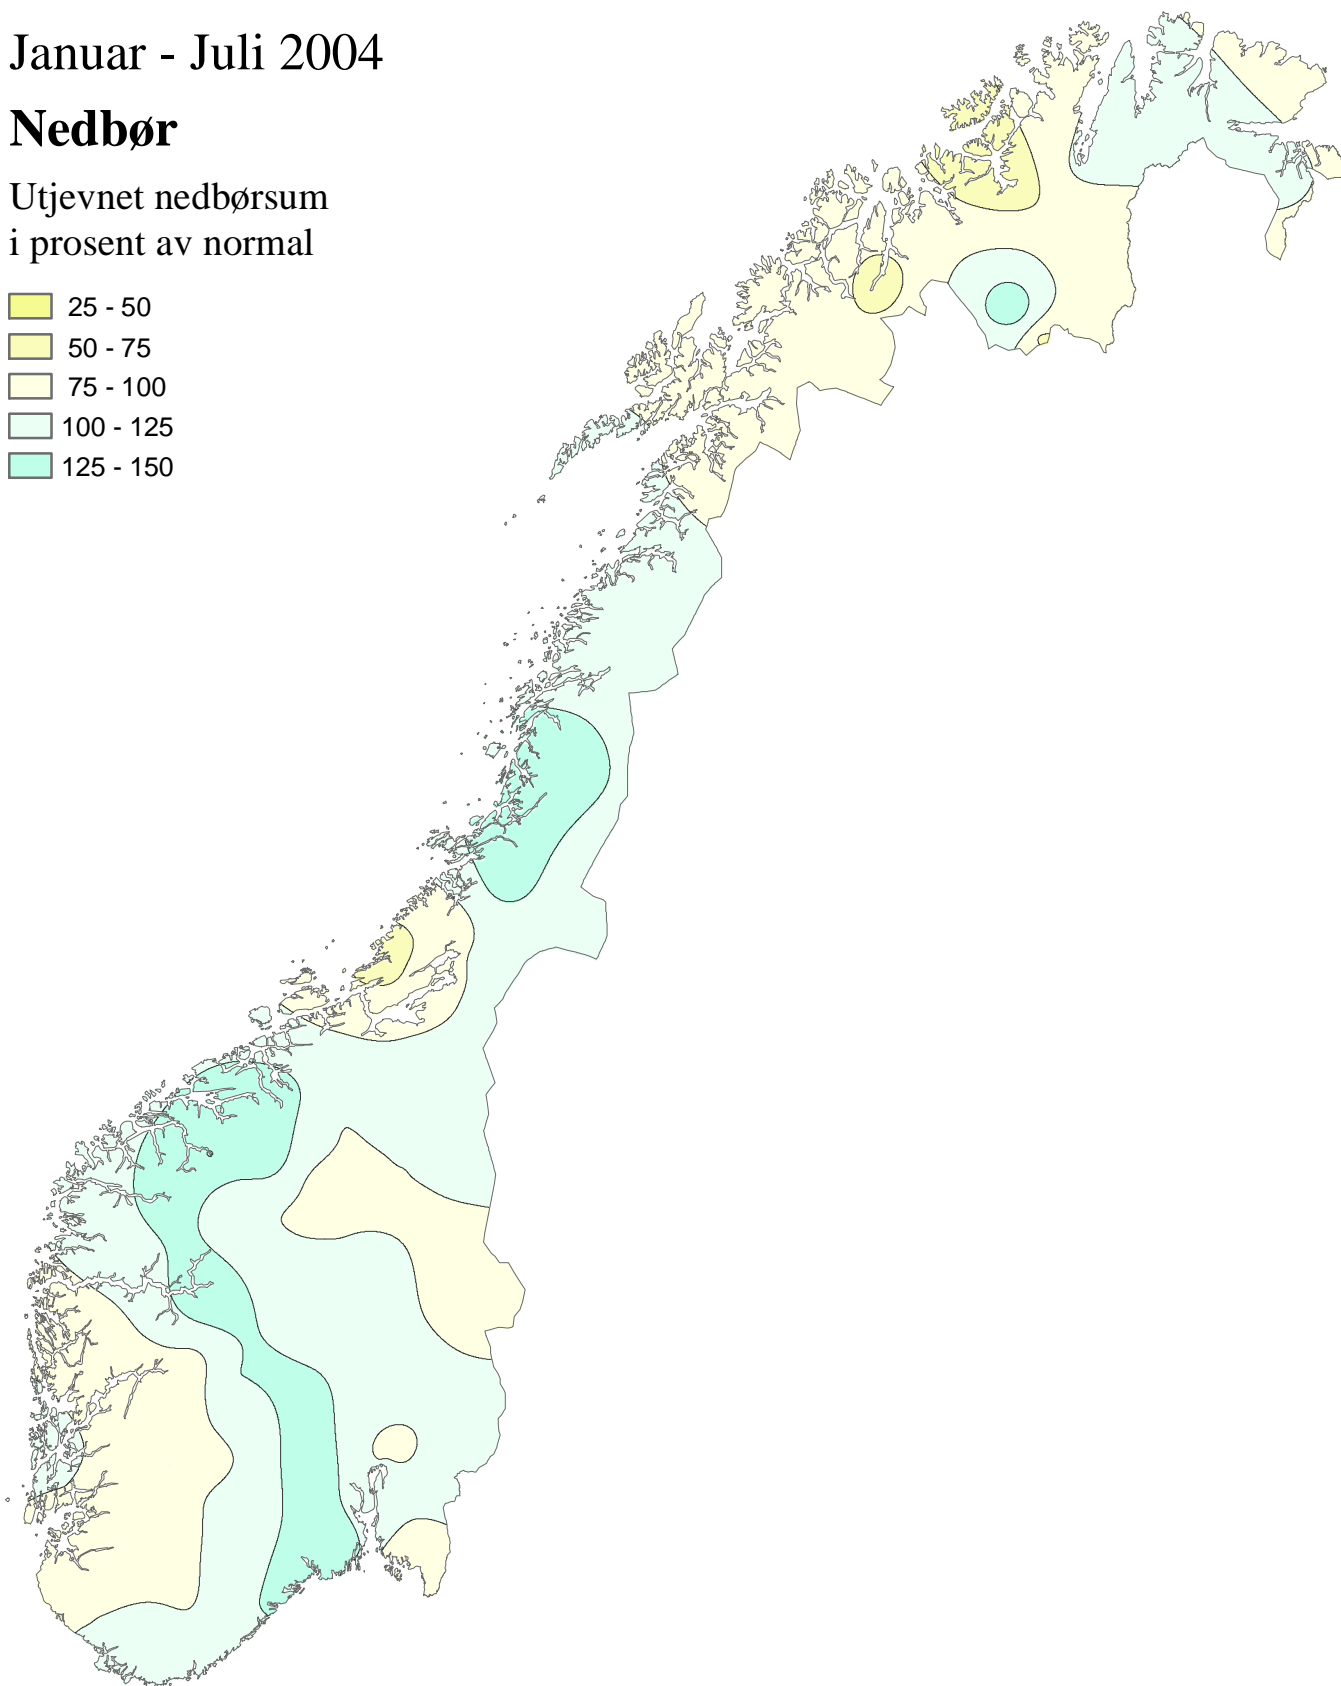 Januar - Juli 2004
Nedbør
Utjevnet nedbørsum
i prosent av normal
25 - 50
50 - 75
75 - 100
100 - 125
125 - 150